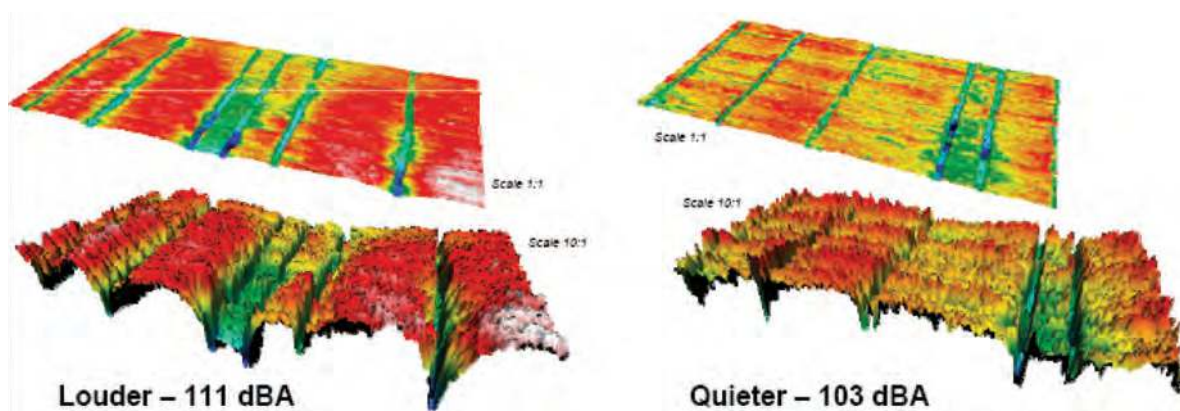 Scale 1:1
Scale 1:1
Scale 10:1
Scale 10:1
Louder – 111 dBA
Quieter – 103 dBA